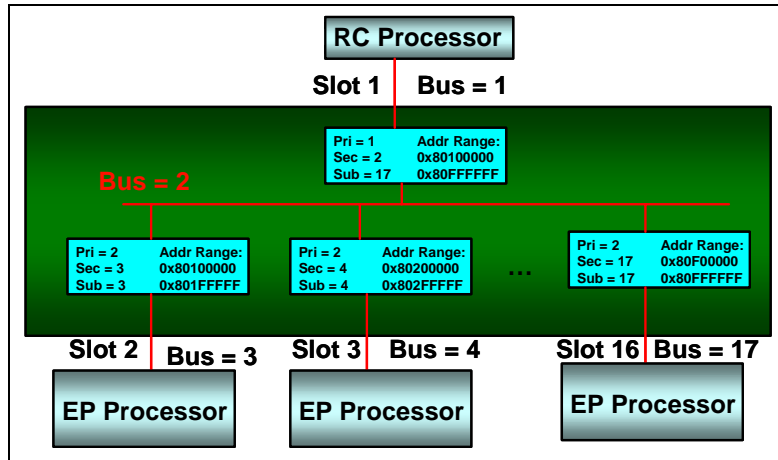 RC Processor
Slot 1 Bus = 1
Pri = 1 Addr Range:
Sec = 2 0x80100000
Sub = 17 0x80FFFFFF
Bus = 2
Pri = 2 Addr Range:
Sec = 3 0x80100000
Sub = 3 0x801FFFFF
Pri = 2 Addr Range:
Sec = 4 0x80200000
Sub = 4 0x802FFFFF
...
Pri = 2 Addr Range:
Sec = 17 0x80F00000
Sub = 17 0x80FFFFFF
Slot 2 Bus = 3
Slot 3 Bus = 4
Slot 16 Bus = 17
EP Processor
EP Processor
EP Processor